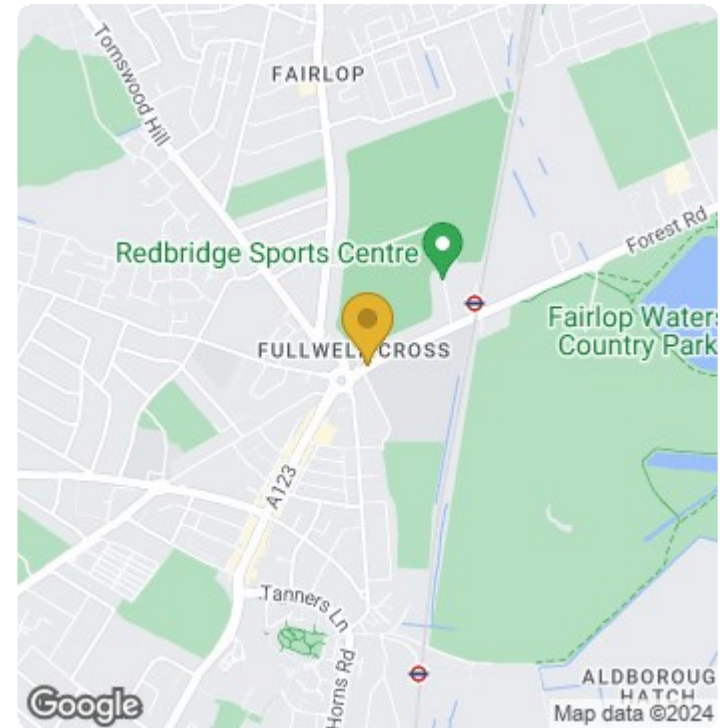 Tomswood Hill
FAIRLOP
Redbridge Sports Centre
Forest Rd
Fairlop Waters
Country Park
FULLWELL CROSS
A123
Tanners Ln
Horns Rd
ALDBOROUG
HATCH
Google
Map data ©2024